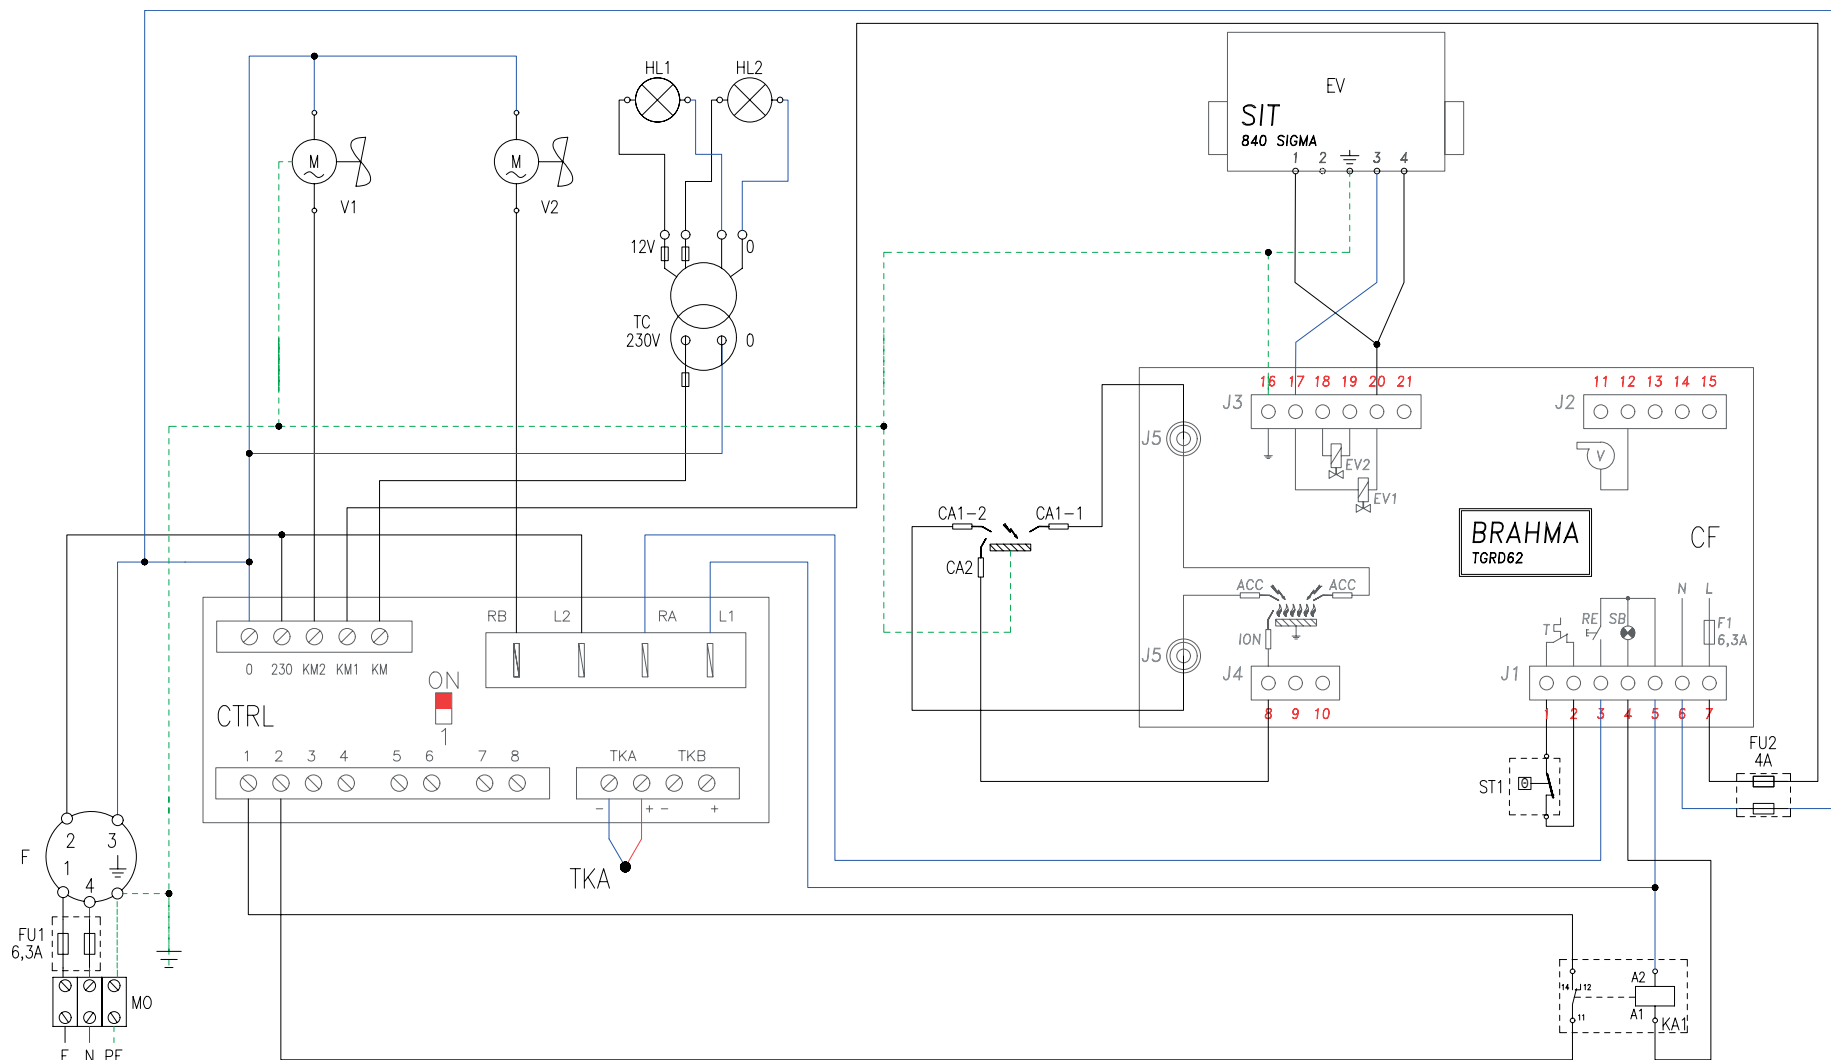 HL1 HL2
EV
SIT
840 SIGMA
1 2 3 4
M M
V1 V2
12V 0
TC
230V 0
16 17 18 19 20 21
11 12 13 14 15
J3 J2
J5
V
EV2
EV1
CA1-2 CA1-1
CA2
BRAHMA
TGRD62
CF
ACC ACC
ION
J5
J4
8 9 10
N L
RE SB
T
F1
6,3A
J1
1 2 3 4 5 6 7
RB L2 RA L1
0 230 KM2 KM1 KM
ON
1
CTRL
1 2 3 4 5 6 7 8
TKA TKB
- + - +
TKA
FU2
4A
ST1
θ
F
2 3
1
4
FU1
6,3A
MO
F N PE
14 12
11
A2
A1
KA1